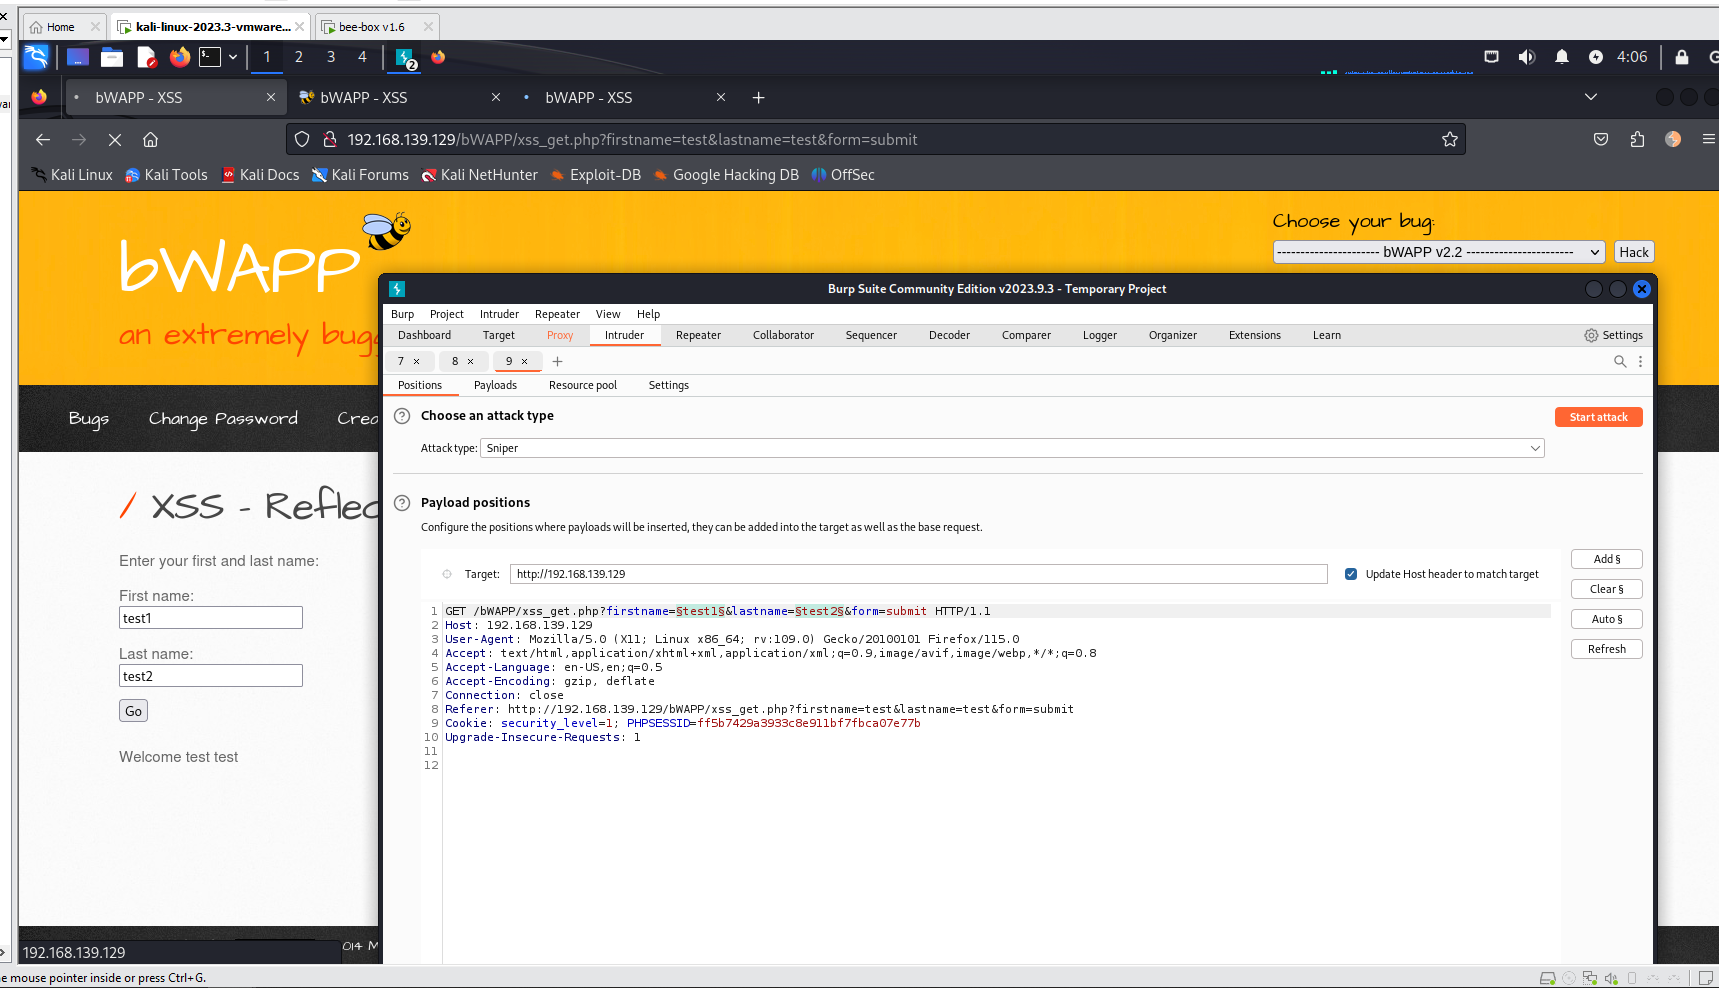 Home
kali-linux-2023.3-vmware...
bee-box v1.6
1 2 3 4
2
4:06
bWAPP - XSS
bWAPP - XSS
bWAPP - XSS
192.168.139.129/bWAPP/xss_get.php?firstname=test&lastname=test&form=submit
Kali Linux Kali Tools Kali Docs Kali Forums Kali NetHunter Exploit-DB Google Hacking DB OffSec
bWAPP
an extremely bugg
Choose your bug:
---------------------- bWAPP v2.2 -----------------------
Hack
Bugs Change Password Crea
/ XSS - Reflec
Enter your first and last name:
First name:
test1
Last name:
test2
Go
Welcome test test
Burp Suite Community Edition v2023.9.3 - Temporary Project
Burp Project Intruder Repeater View Help
Dashboard Target Proxy Intruder Repeater Collaborator Sequencer Decoder Comparer Logger Organizer Extensions Learn Settings
7 × 8 × 9 × +
Positions Payloads Resource pool Settings
? Choose an attack type
Start attack
Attack type: Sniper
? Payload positions
Configure the positions where payloads will be inserted, they can be added into the target as well as the base request.
Target: http://192.168.139.129
Update Host header to match target
Add §
Clear §
Auto §
Refresh
1 GET /bWAPP/xss_get.php?firstname=§test1§&lastname=§test2§&form=submit HTTP/1.1
2 Host: 192.168.139.129
3 User-Agent: Mozilla/5.0 (X11; Linux x86_64; rv:109.0) Gecko/20100101 Firefox/115.0
4 Accept: text/html,application/xhtml+xml,application/xml;q=0.9,image/avif,image/webp,*/*;q=0.8
5 Accept-Language: en-US,en;q=0.5
6 Accept-Encoding: gzip, deflate
7 Connection: close
8 Referer: http://192.168.139.129/bWAPP/xss_get.php?firstname=test&lastname=test&form=submit
9 Cookie: security_level=1; PHPSESSID=ff5b7429a3933c8e911bf7fbca07e77b
10 Upgrade-Insecure-Requests: 1
11
12
014 M
192.168.139.129
e mouse pointer inside or press Ctrl+G.